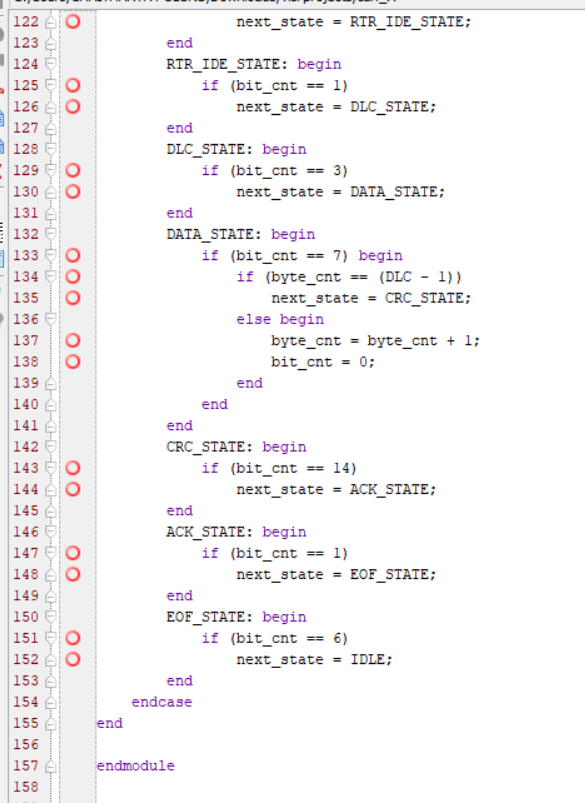 122 next_state = RTR_IDE_STATE;
123 end
124 RTR_IDE_STATE: begin
125 if (bit_cnt == 1)
126 next_state = DLC_STATE;
127 end
128 DLC_STATE: begin
129 if (bit_cnt == 3)
130 next_state = DATA_STATE;
131 end
132 DATA_STATE: begin
133 if (bit_cnt == 7) begin
134 if (byte_cnt == (DLC - 1))
135 next_state = CRC_STATE;
136 else begin
137 byte_cnt = byte_cnt + 1;
138 bit_cnt = 0;
139 end
140 end
141 end
142 CRC_STATE: begin
143 if (bit_cnt == 14)
144 next_state = ACK_STATE;
145 end
146 ACK_STATE: begin
147 if (bit_cnt == 1)
148 next_state = EOF_STATE;
149 end
150 EOF_STATE: begin
151 if (bit_cnt == 6)
152 next_state = IDLE;
153 end
154 endcase
155 end
156
157 endmodule
158